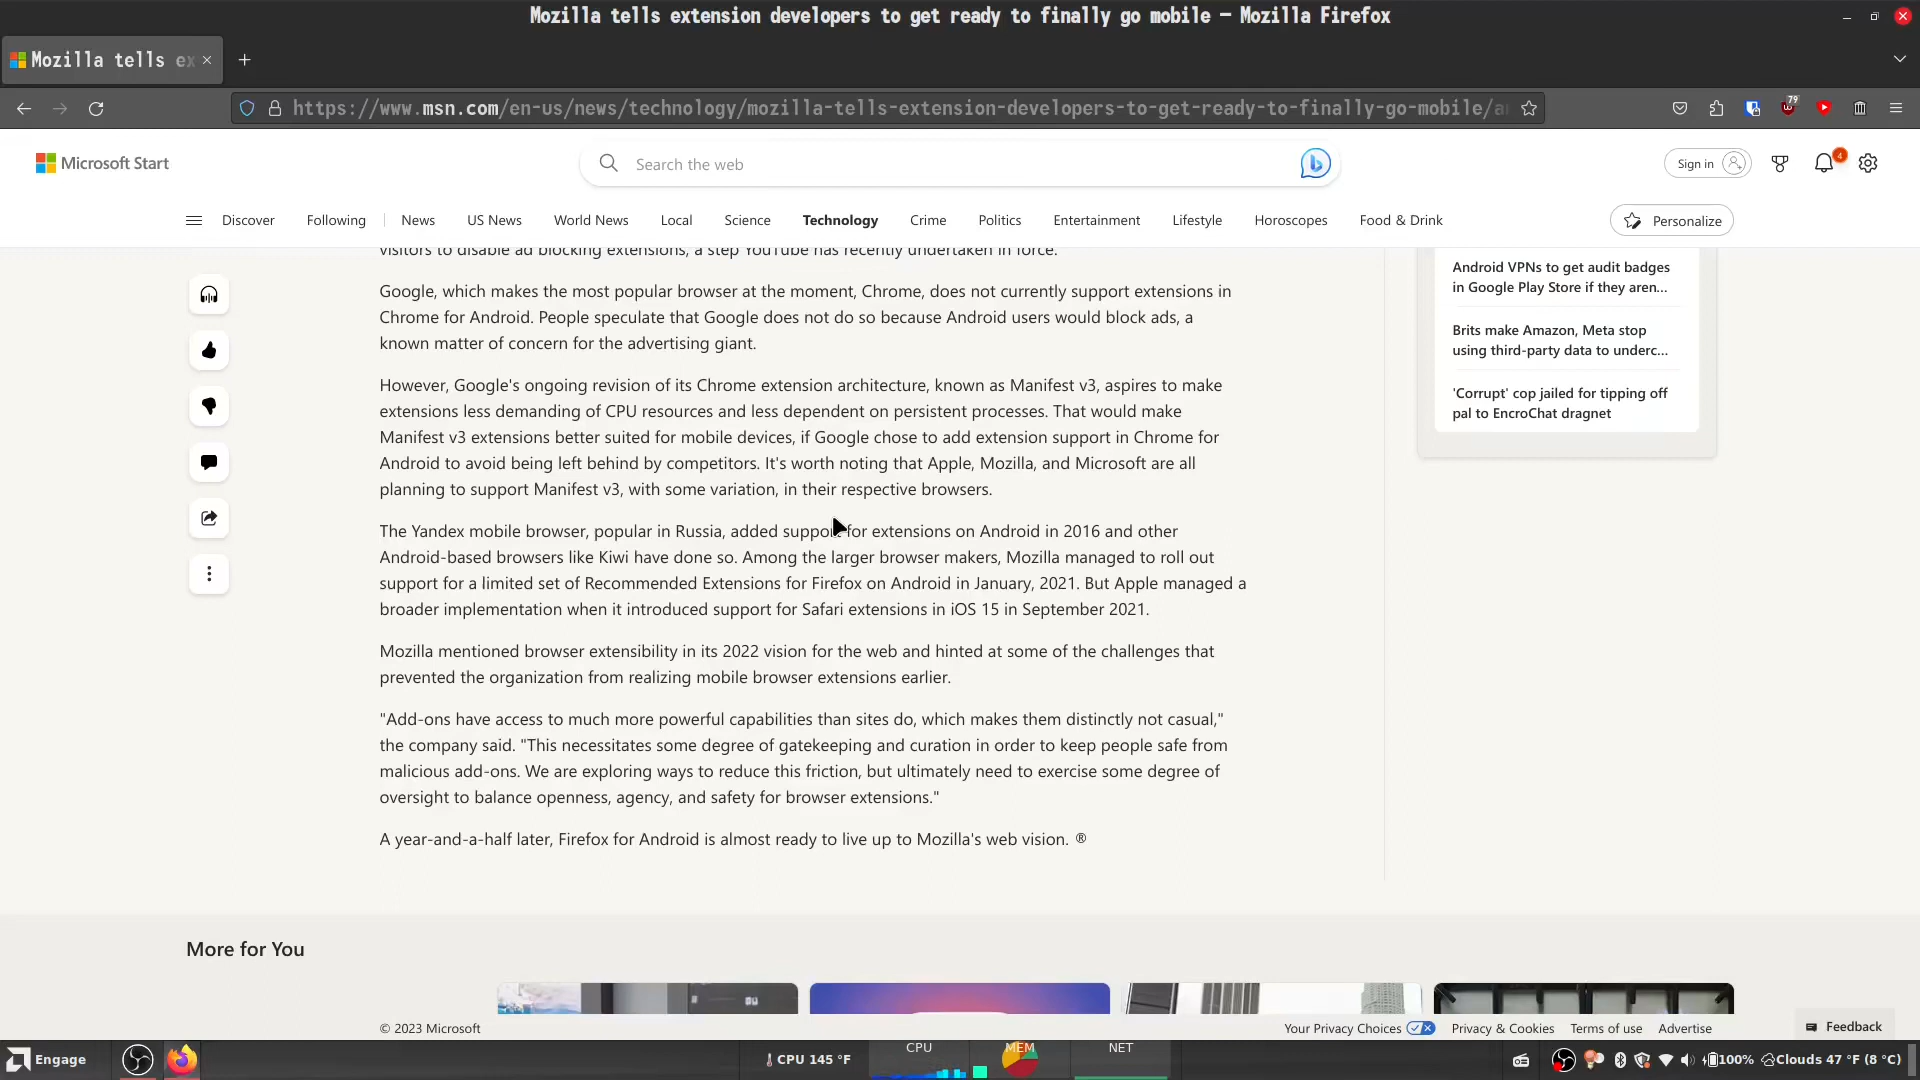 Mozilla tells extension developers to get ready to finally go mobile — Mozilla Firefox
Mozilla tells ex
https://www.msn.com/en-us/news/technology/mozilla-tells-extension-developers-to-get-ready-to-finally-go-mobile/a
79
Microsoft Start
Search the web
Sign in
4
Discover
Following
News
US News
World News
Local
Science
Technology
Crime
Politics
Entertainment
Lifestyle
Horoscopes
Food & Drink
Personalize
visitors to disable ad blocking extensions, a step YouTube has recently undertaken in force.
Google, which makes the most popular browser at the moment, Chrome, does not currently support extensions in
Chrome for Android. People speculate that Google does not do so because Android users would block ads, a
known matter of concern for the advertising giant.
However, Google's ongoing revision of its Chrome extension architecture, known as Manifest v3, aspires to make
extensions less demanding of CPU resources and less dependent on persistent processes. That would make
Manifest v3 extensions better suited for mobile devices, if Google chose to add extension support in Chrome for
Android to avoid being left behind by competitors. It's worth noting that Apple, Mozilla, and Microsoft are all
planning to support Manifest v3, with some variation, in their respective browsers.
The Yandex mobile browser, popular in Russia, added support for extensions on Android in 2016 and other
Android-based browsers like Kiwi have done so. Among the larger browser makers, Mozilla managed to roll out
support for a limited set of Recommended Extensions for Firefox on Android in January, 2021. But Apple managed a
broader implementation when it introduced support for Safari extensions in iOS 15 in September 2021.
Mozilla mentioned browser extensibility in its 2022 vision for the web and hinted at some of the challenges that
prevented the organization from realizing mobile browser extensions earlier.
"Add-ons have access to much more powerful capabilities than sites do, which makes them distinctly not casual,"
the company said. "This necessitates some degree of gatekeeping and curation in order to keep people safe from
malicious add-ons. We are exploring ways to reduce this friction, but ultimately need to exercise some degree of
oversight to balance openness, agency, and safety for browser extensions."
A year-and-a-half later, Firefox for Android is almost ready to live up to Mozilla's web vision. ®
Android VPNs to get audit badges
in Google Play Store if they aren...
Brits make Amazon, Meta stop
using third-party data to underc...
'Corrupt' cop jailed for tipping off
pal to EncroChat dragnet
More for You
© 2023 Microsoft
Your Privacy Choices
Privacy & Cookies
Terms of use
Advertise
Feedback
Engage
CPU 145 °F
CPU
MEM
NET
100%
Clouds 47 °F (8 °C)